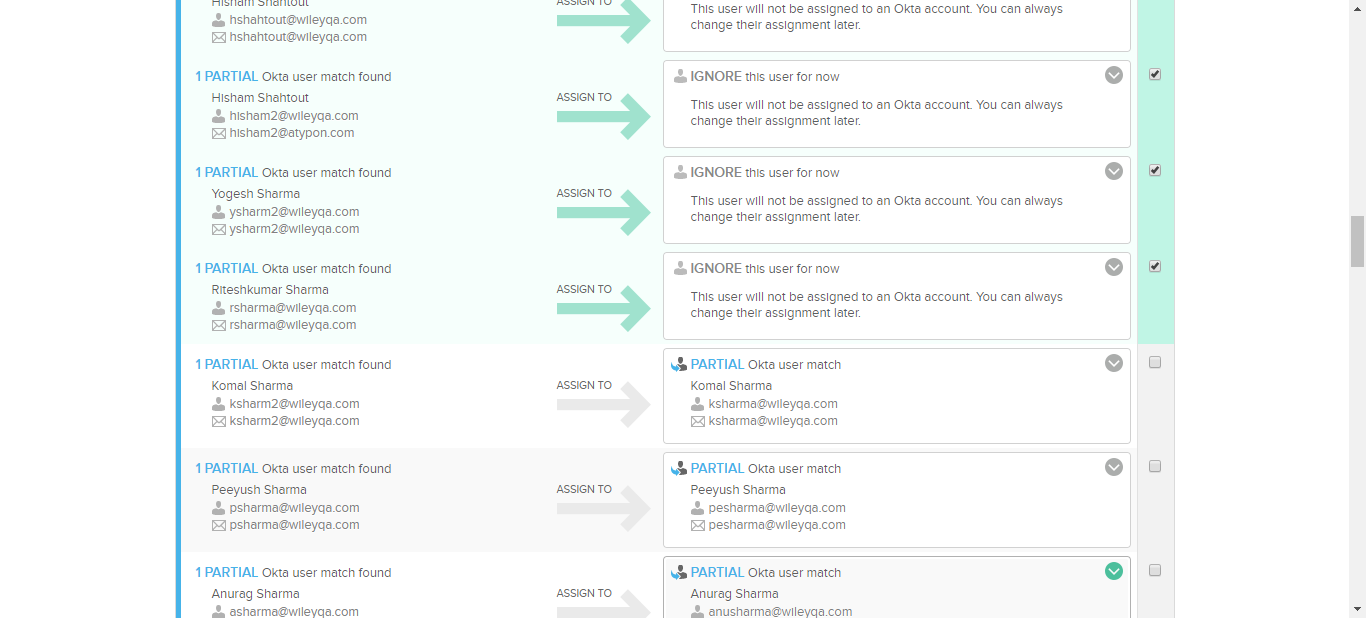 Hisham Shahtout
hshahtout@wileyqa.com
hshahtout@wileyqa.com
ASSIGN TO
This user will not be assigned to an Okta account. You can always
change their assignment later.
1 PARTIAL Okta user match found
Hisham Shahtout
hisham2@wileyqa.com
hisham2@atypon.com
ASSIGN TO
IGNORE this user for now
This user will not be assigned to an Okta account. You can always
change their assignment later.
1 PARTIAL Okta user match found
Yogesh Sharma
ysharm2@wileyqa.com
ysharm2@wileyqa.com
ASSIGN TO
IGNORE this user for now
This user will not be assigned to an Okta account. You can always
change their assignment later.
1 PARTIAL Okta user match found
Riteshkumar Sharma
rsharma@wileyqa.com
rsharma@wileyqa.com
ASSIGN TO
IGNORE this user for now
This user will not be assigned to an Okta account. You can always
change their assignment later.
1 PARTIAL Okta user match found
Komal Sharma
ksharm2@wileyqa.com
ksharm2@wileyqa.com
ASSIGN TO
PARTIAL Okta user match
Komal Sharma
ksharma@wileyqa.com
ksharma@wileyqa.com
1 PARTIAL Okta user match found
Peeyush Sharma
psharma@wileyqa.com
psharma@wileyqa.com
ASSIGN TO
PARTIAL Okta user match
Peeyush Sharma
pesharma@wileyqa.com
pesharma@wileyqa.com
1 PARTIAL Okta user match found
Anurag Sharma
asharma@wileyqa.com
ASSIGN TO
PARTIAL Okta user match
Anurag Sharma
anusharma@wileyqa.com